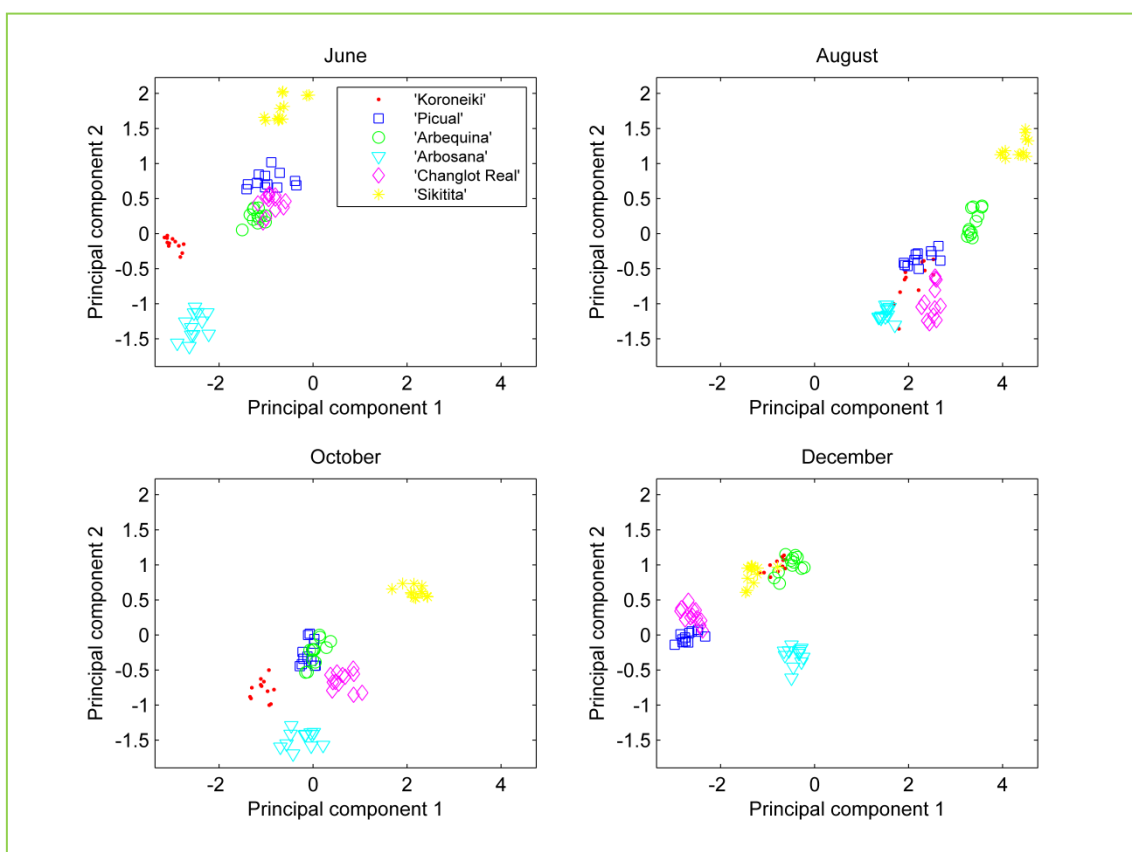 June
2
1.5
1
0.5
0
-0.5
-1
-1.5
-2
0
2
4
Principal component 2
Principal component 1
'Koroneiki'
'Picual'
'Arbequina'
'Arbosana'
'Changlot Real'
'Sikitita'
August
2
1.5
1
0.5
0
-0.5
-1
-1.5
-2
0
2
4
Principal component 2
Principal component 1
October
2
1.5
1
0.5
0
-0.5
-1
-1.5
-2
0
2
4
Principal component 2
Principal component 1
December
2
1.5
1
0.5
0
-0.5
-1
-1.5
-2
0
2
4
Principal component 2
Principal component 1